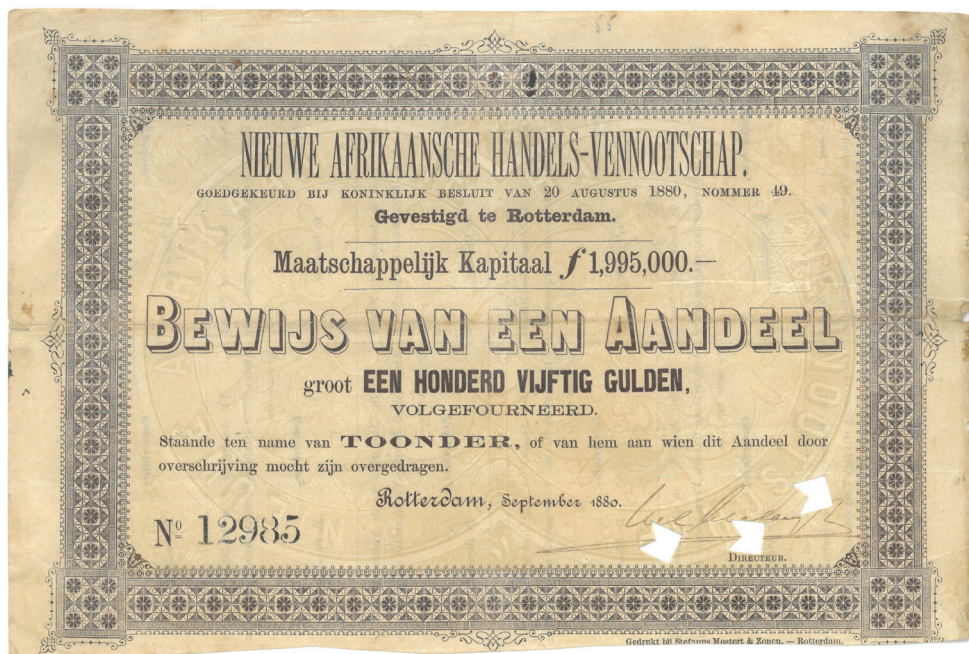 65
NIEUWE AFRIKAANSCHE HANDELS-VENNOOTSCHAP.
GOEDGEKEURD BIJ KONINKLIJK BESLUIT VAN 20 AUGUSTUS 1880, NOMMER 49.
Gevestigd te Rotterdam.
Maatschappelijk Kapitaal ƒ 1,995,000.—
BEWIJS VAN EEN AANDEEL
groot EEN HONDERD VIJFTIG GULDEN,
VOLGEFOURNEERD.
Staande ten name van TOONDER, of van hem aan wien dit Aandeel door
overschrijving mocht zijn overgedragen.
Rotterdam, September 1880.
No 12985
DIRECTEUR.
Gedrukt bij Stefanus Mostert & Zonen. — Rotterdam.